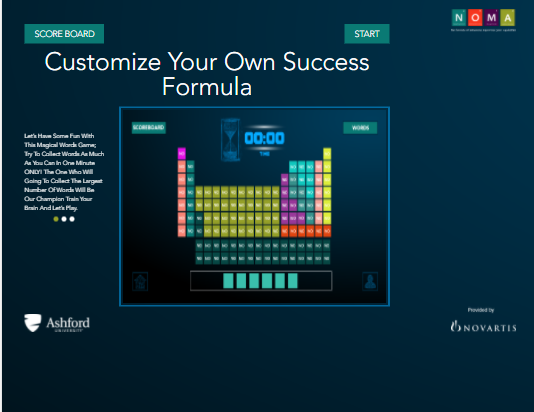 SCORE BOARD
START
NOMA
Customize Your Own Success
Formula
SCOREBOARD
00:00
TIME
WORDS
Let's Have Some Fun With
This Magical Words Game;
Try To Collect Words As Much
As You Can In One Minute
ONLY! The One Who Will
Going To Collect The Largest
Number Of Words Will Be
Our Champion Train Your
Brain And Let's Play.
Ashford
UNIVERSITY
Provided by
NOVARTIS